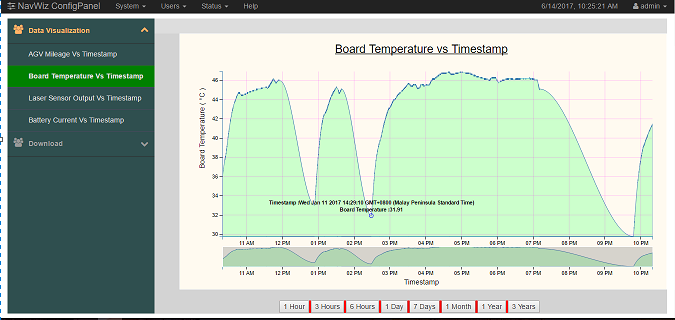 NavWiz ConfigPanel System Users Status Help 6/14/2017, 10:25:21 AM admin
Data Visualization
AGV Mileage Vs Timestamp
Board Temperature Vs Timestamp
Laser Sensor Output Vs Timestamp
Battery Current Vs Timestamp
Download
Board Temperature vs Timestamp
Board Temperature ( °C )
46
44
42
40
38
36
34
32
30
Timestamp :Wed Jan 11 2017 14:29:10 GMT+0800 (Malay Peninsula Standard Time)
Board Temperature :31.91
11 AM 12 PM 01 PM 02 PM 03 PM 04 PM 05 PM 06 PM 07 PM 08 PM 09 PM 10 PM
11 AM 12 PM 01 PM 02 PM 03 PM 04 PM 05 PM 06 PM 07 PM 08 PM 09 PM 10 PM
Timestamp
1 Hour 3 Hours 6 Hours 1 Day 7 Days 1 Month 1 Year 3 Years